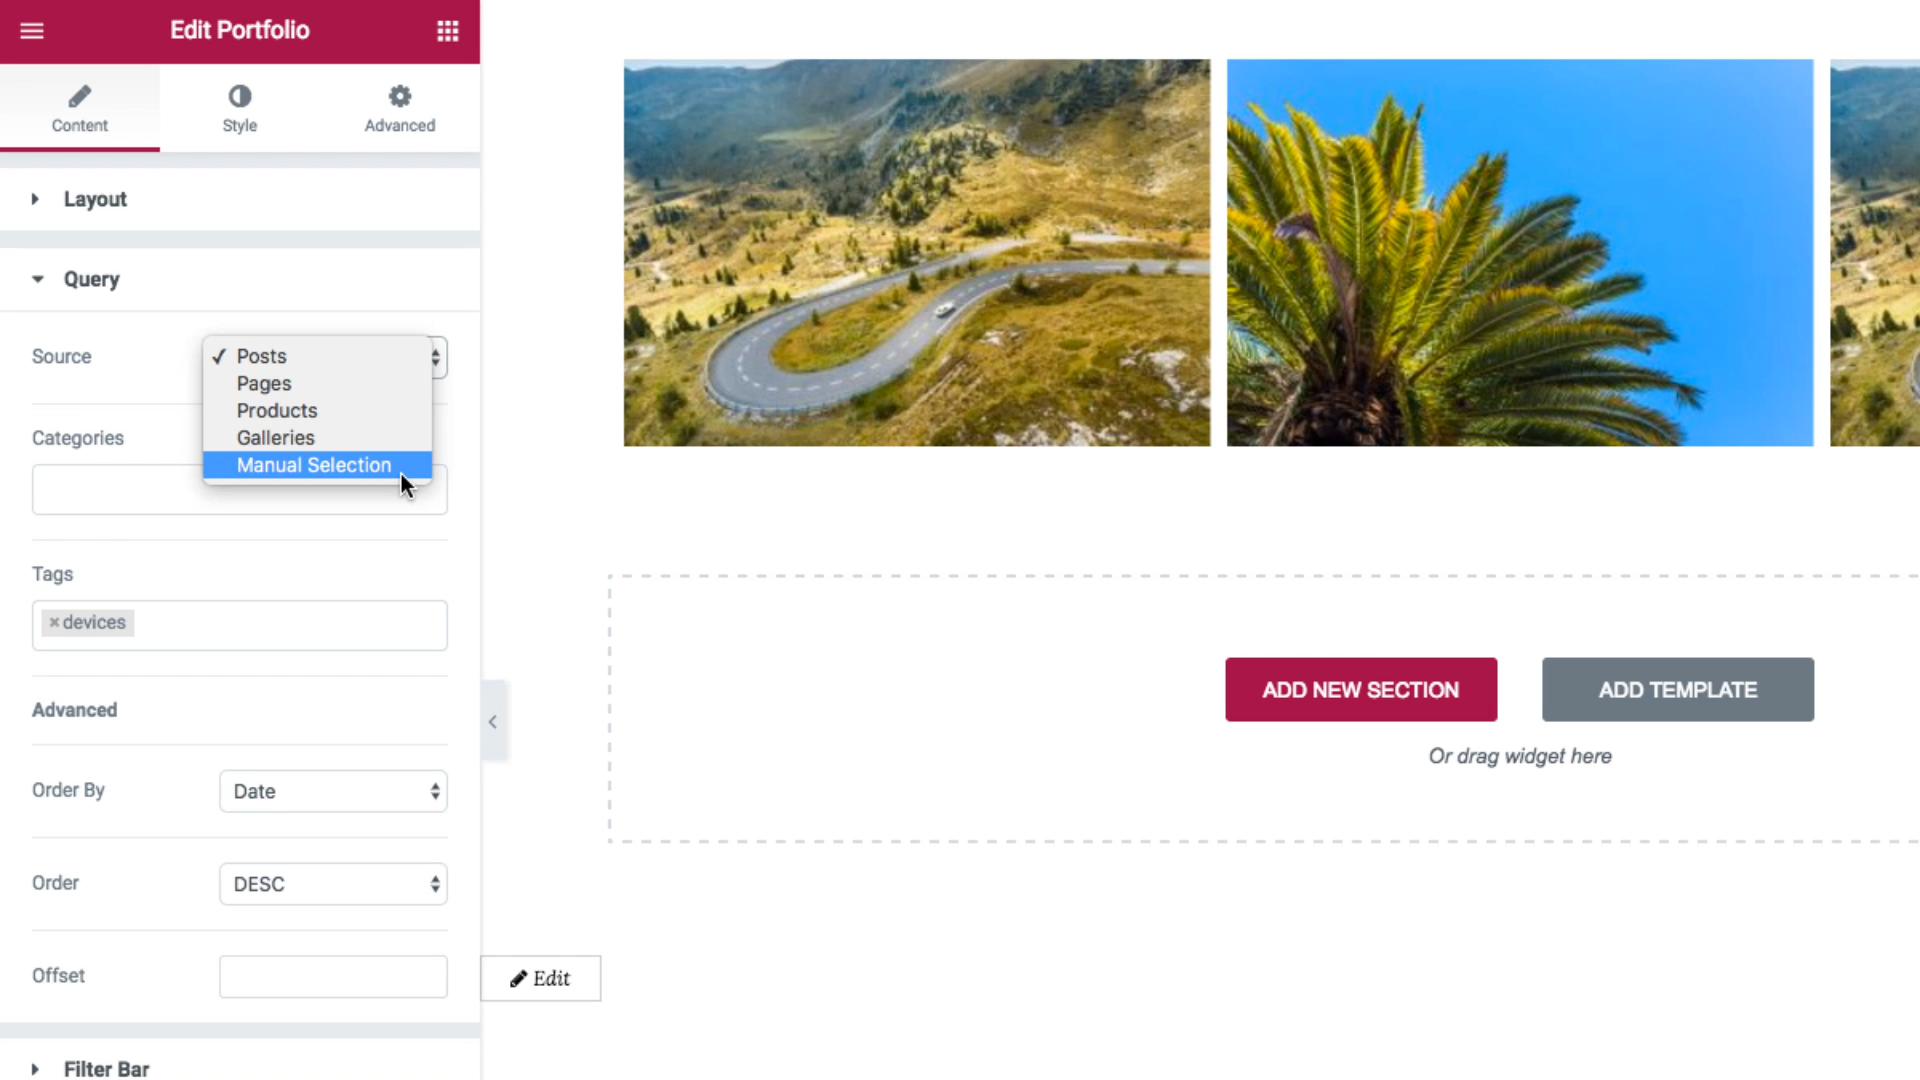 Edit Portfolio
Content
Style
Advanced
Layout
Query
Source
✓ Posts
Pages
Products
Galleries
Manual Selection
Categories
Tags
×devices
Advanced
Order By
Date
Order
DESC
Offset
Filter Bar
ADD NEW SECTION
ADD TEMPLATE
Or drag widget here
Edit